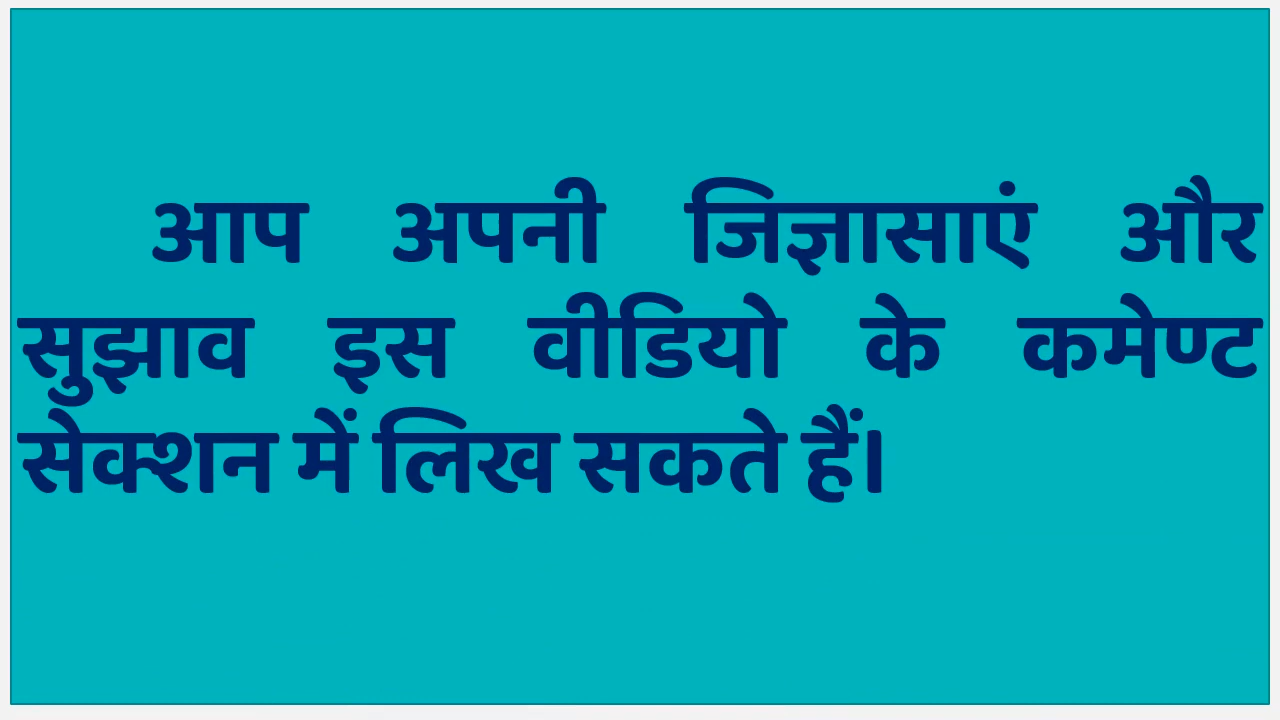 आप अपनी जिज्ञासाएं और
सुझाव इस वीडियो के कमेण्ट
सेक्शन में लिख सकते हैं।